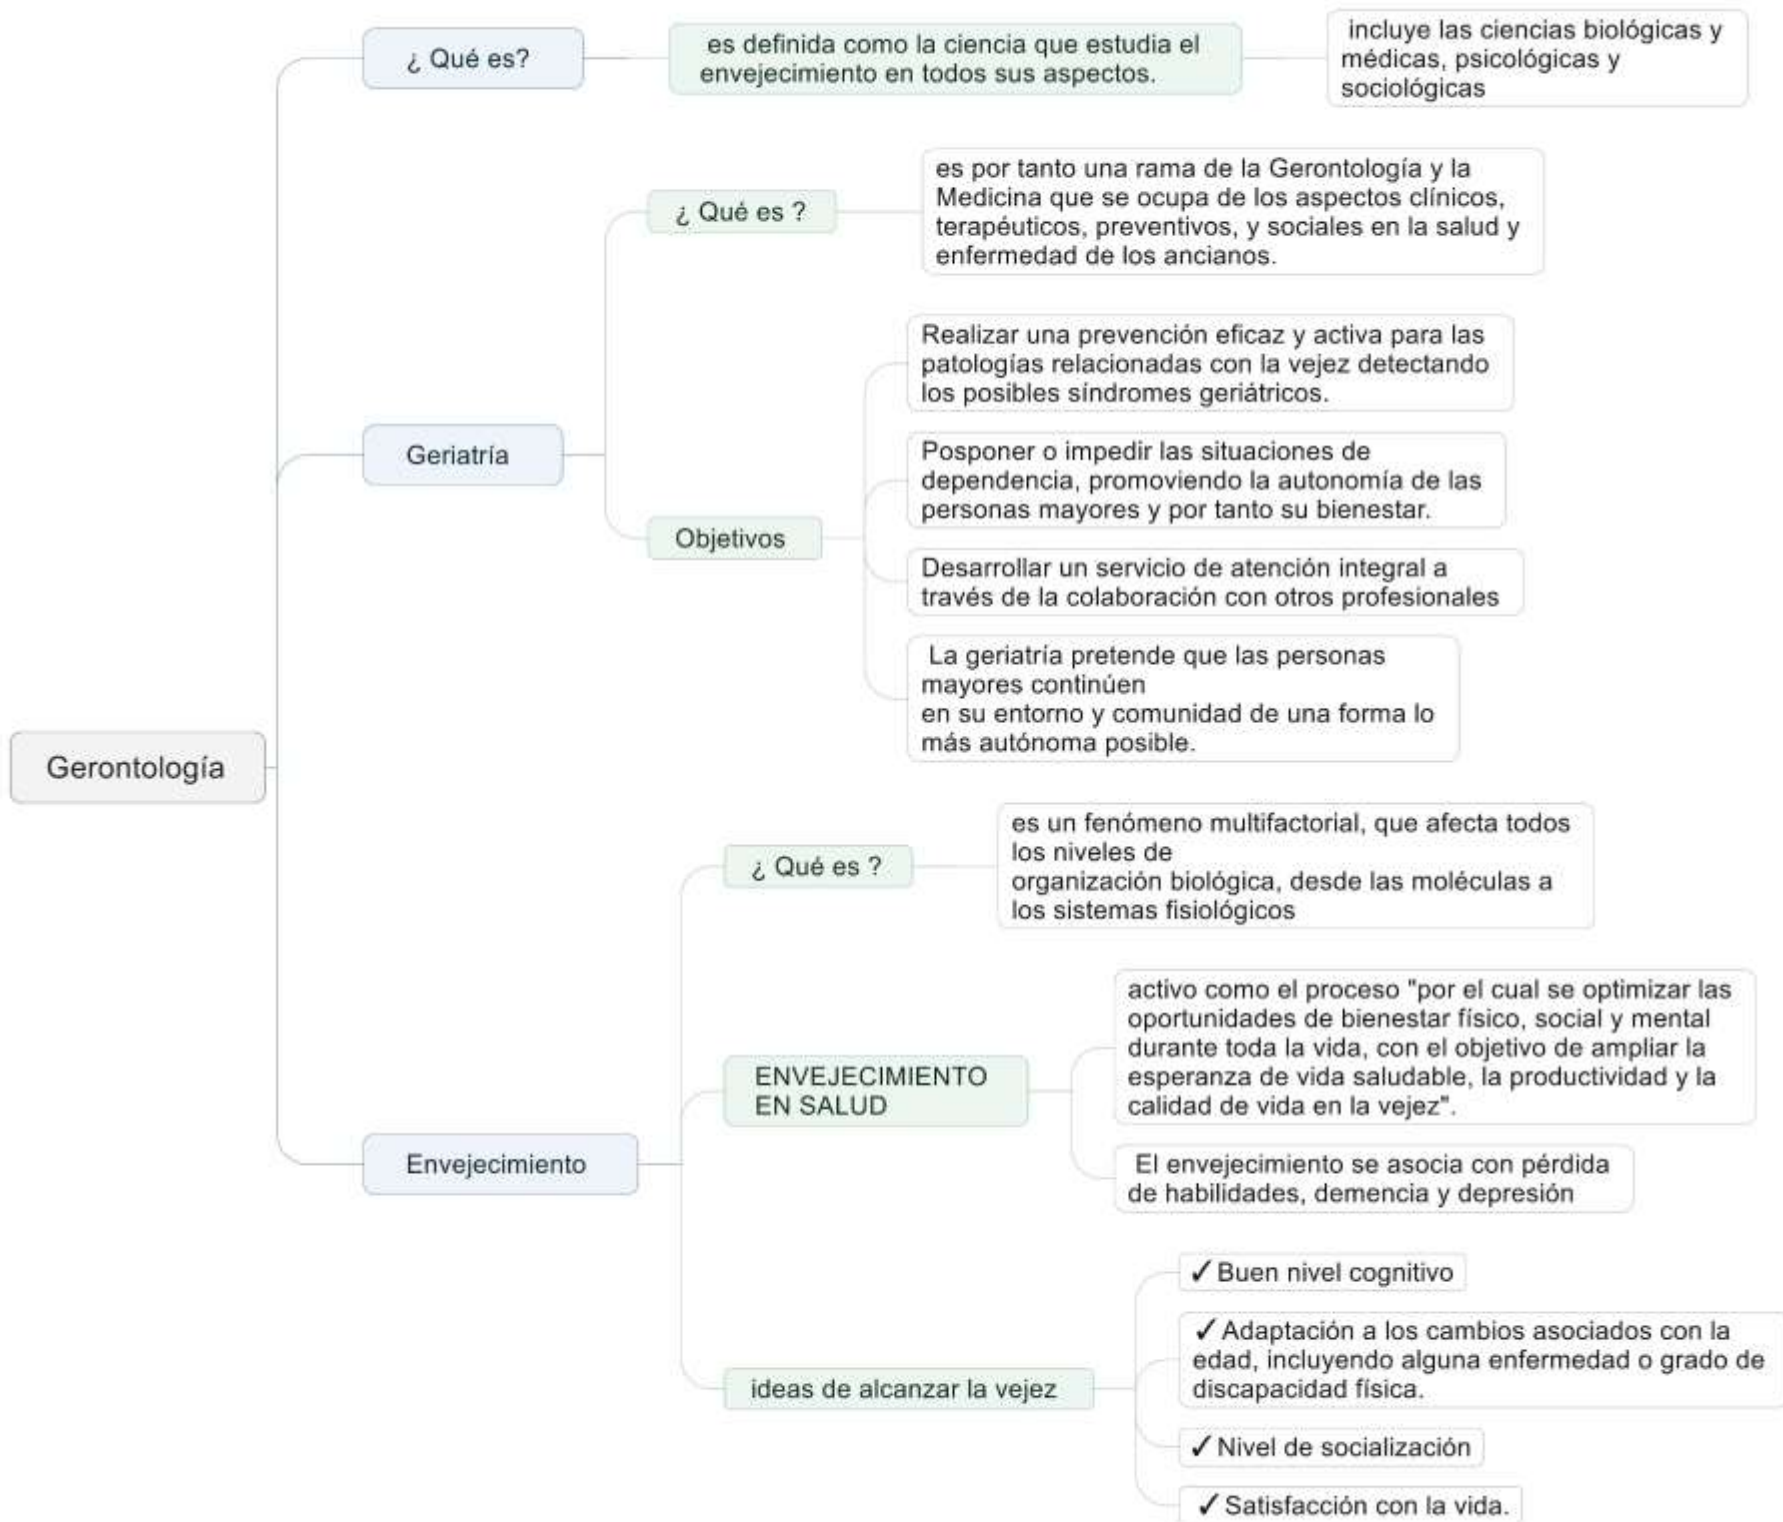 ¿ Qué es?
es definida como la ciencia que estudia el
envejecimiento en todos sus aspectos.
incluye las ciencias biológicas y
médicas, psicológicas y
sociológicas
¿ Qué es ?
es por tanto una rama de la Gerontología y la
Medicina que se ocupa de los aspectos clínicos,
terapéuticos, preventivos, y sociales en la salud y
enfermedad de los ancianos.
Realizar una prevención eficaz y activa para las
patologías relacionadas con la vejez detectando
los posibles síndromes geriátricos.
Geriatría
Posponer o impedir las situaciones de
dependencia, promoviendo la autonomía de las
personas mayores y por tanto su bienestar.
Objetivos
Desarrollar un servicio de atención integral a
través de la colaboración con otros profesionales
La geriatría pretende que las personas
mayores continúen
en su entorno y comunidad de una forma lo
más autónoma posible.
Gerontología
es un fenómeno multifactorial, que afecta todos
los niveles de
organización biológica, desde las moléculas a
los sistemas fisiológicos
¿ Qué es ?
activo como el proceso "por el cual se optimizar las
oportunidades de bienestar físico, social y mental
durante toda la vida, con el objetivo de ampliar la
esperanza de vida saludable, la productividad y la
calidad de vida en la vejez".
ENVEJECIMIENTO
EN SALUD
Envejecimiento
El envejecimiento se asocia con pérdida
de habilidades, demencia y depresión
✓Buen nivel cognitivo
✓Adaptación a los cambios asociados con la
edad, incluyendo alguna enfermedad o grado de
discapacidad física.
ideas de alcanzar la vejez
✓Nivel de socialización
✓Satisfacción con la vida.